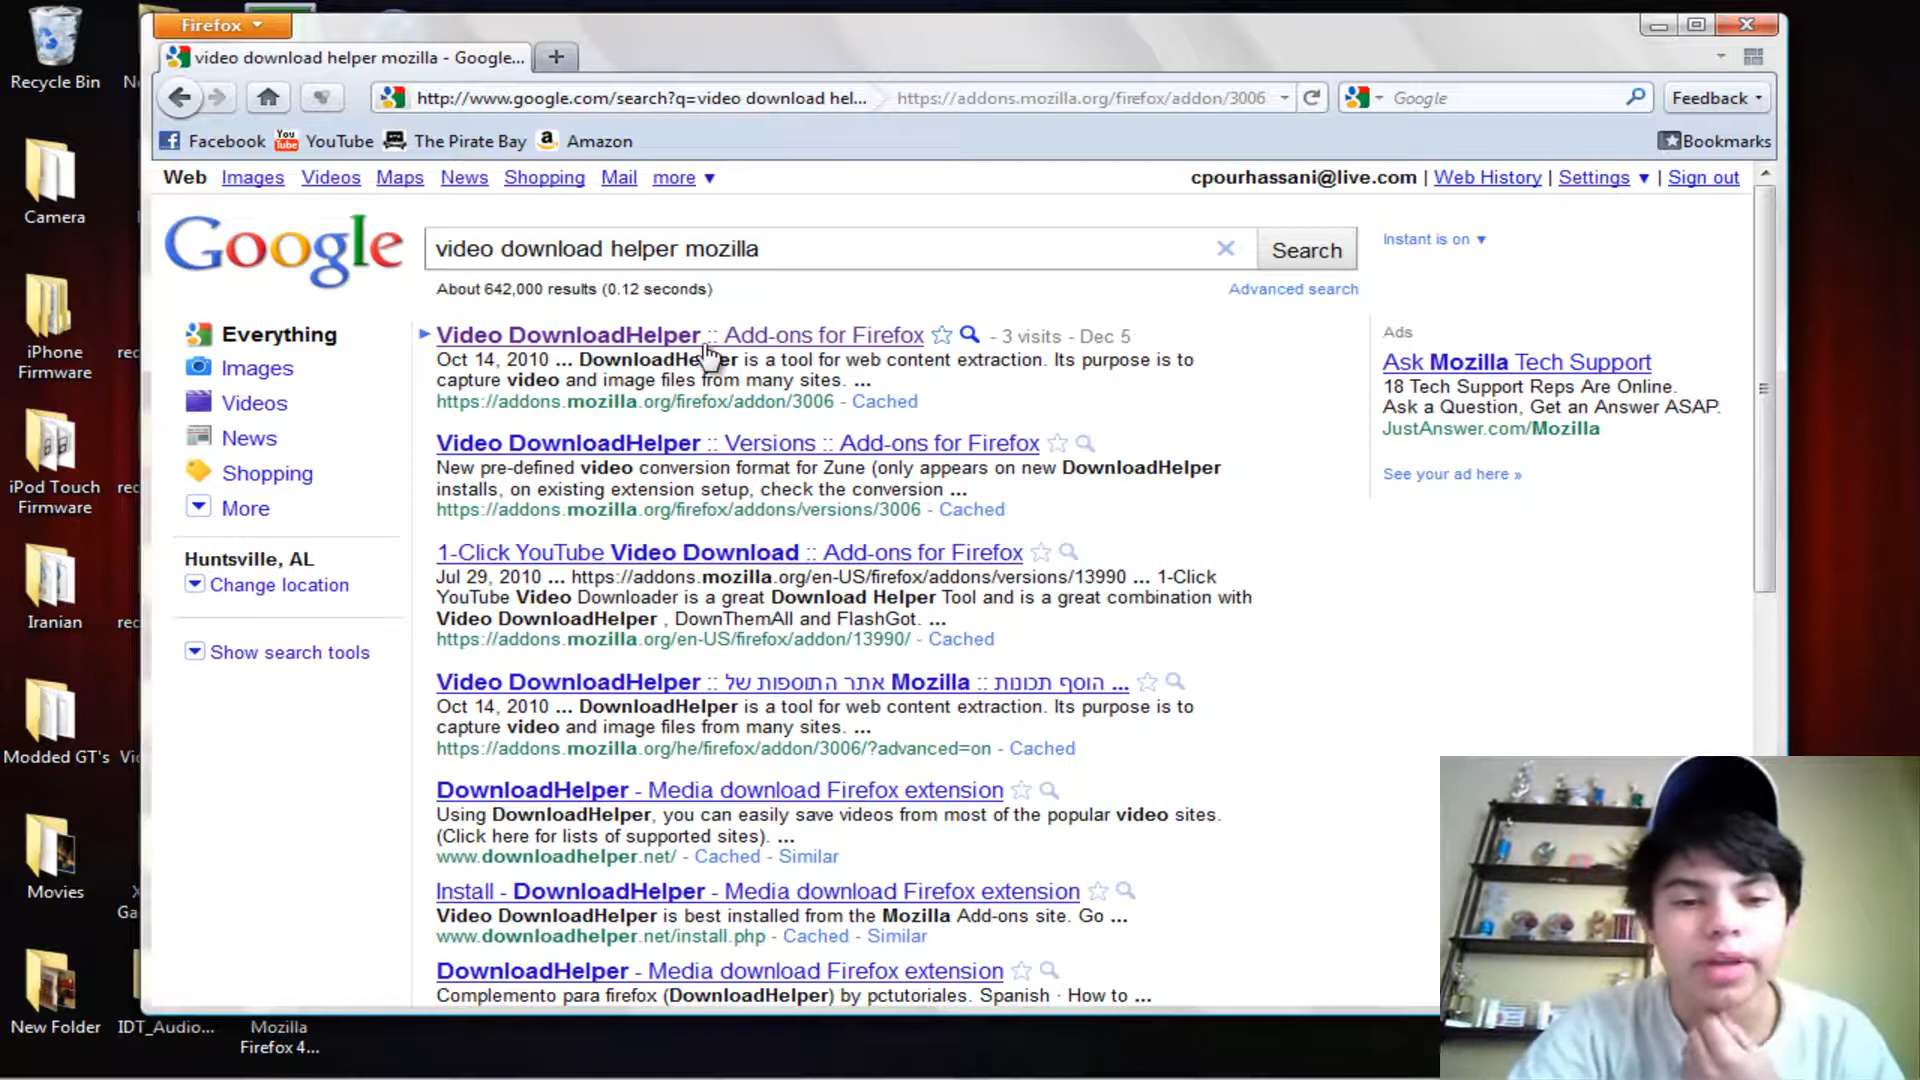 Recycle Bin
Camera
iPhone
Firmware
iPod Touch
Firmware
Iranian
Modded GT's
Movies
New Folder
IDT_Audio...
Mozilla
Firefox 4...
Firefox
video download helper mozilla - Google...
http://www.google.com/search?q=video download hel...
https://addons.mozilla.org/firefox/addon/3006
Google
Feedback
Facebook
You
Tube
YouTube
The Pirate Bay
Amazon
Bookmarks
Web Images Videos Maps News Shopping Mail more ▼
cpourhassani@live.com | Web History | Settings ▼ | Sign out
Google
video download helper mozilla
Search
Instant is on ▼
About 642,000 results (0.12 seconds)
Advanced search
Everything
Images
Videos
News
Shopping
More
Huntsville, AL
Change location
Show search tools
Video DownloadHelper :: Add-ons for Firefox - 3 visits - Dec 5
Oct 14, 2010 ... DownloadHelper is a tool for web content extraction. Its purpose is to
capture video and image files from many sites. ...
https://addons.mozilla.org/firefox/addon/3006 - Cached
Video DownloadHelper :: Versions :: Add-ons for Firefox
New pre-defined video conversion format for Zune (only appears on new DownloadHelper
installs, on existing extension setup, check the conversion ...
https://addons.mozilla.org/firefox/addons/versions/3006 - Cached
1-Click YouTube Video Download :: Add-ons for Firefox
Jul 29, 2010 ... https://addons.mozilla.org/en-US/firefox/addons/versions/13990 ... 1-Click
YouTube Video Downloader is a great Download Helper Tool and is a great combination with
Video DownloadHelper , DownThemAll and FlashGot. ...
https://addons.mozilla.org/en-US/firefox/addon/13990/ - Cached
Video DownloadHelper :: אתר התוספות של Mozilla :: הוסף תכונות ...
Oct 14, 2010 ... DownloadHelper is a tool for web content extraction. Its purpose is to
capture video and image files from many sites. ...
https://addons.mozilla.org/he/firefox/addon/3006/?advanced=on - Cached
DownloadHelper - Media download Firefox extension
Using DownloadHelper, you can easily save videos from most of the popular video sites.
(Click here for lists of supported sites). ...
www.downloadhelper.net/ - Cached - Similar
Install - DownloadHelper - Media download Firefox extension
Video DownloadHelper is best installed from the Mozilla Add-ons site. Go ...
www.downloadhelper.net/install.php - Cached - Similar
DownloadHelper - Media download Firefox extension
Complemento para firefox (DownloadHelper) by pctutoriales. Spanish · How to ...
Ads
Ask Mozilla Tech Support
18 Tech Support Reps Are Online.
Ask a Question, Get an Answer ASAP.
JustAnswer.com/Mozilla
See your ad here »